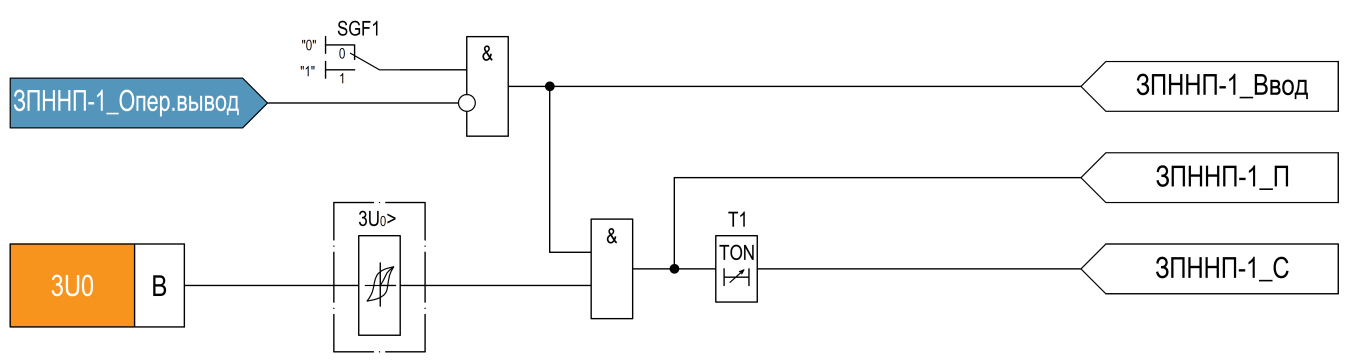 SGF1
"0"
0
"1"
1
&
ЗПННП-1_Опер.вывод
ЗПННП-1_Ввод
ЗПННП-1_П
3U0>
&
T1
TON
3U0
В
ЗПННП-1_С